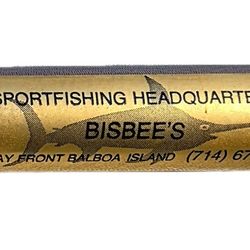 SPORTFISHING HEADQUARTE
BISBEE'S
AY FRONT BALBOA ISLAND (714) 67